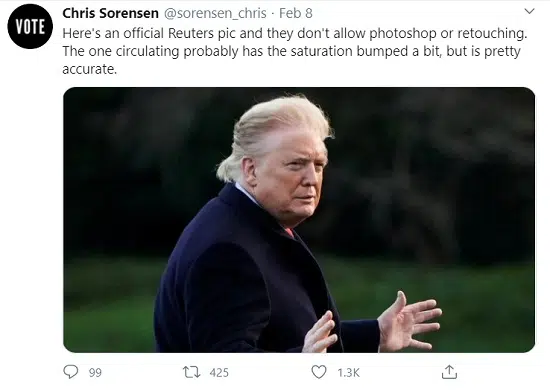 VOTE
Chris Sorensen @sorensen_chris · Feb 8
Here's an official Reuters pic and they don't allow photoshop or retouching.
The one circulating probably has the saturation bumped a bit, but is pretty
accurate.
99 425 1.3K